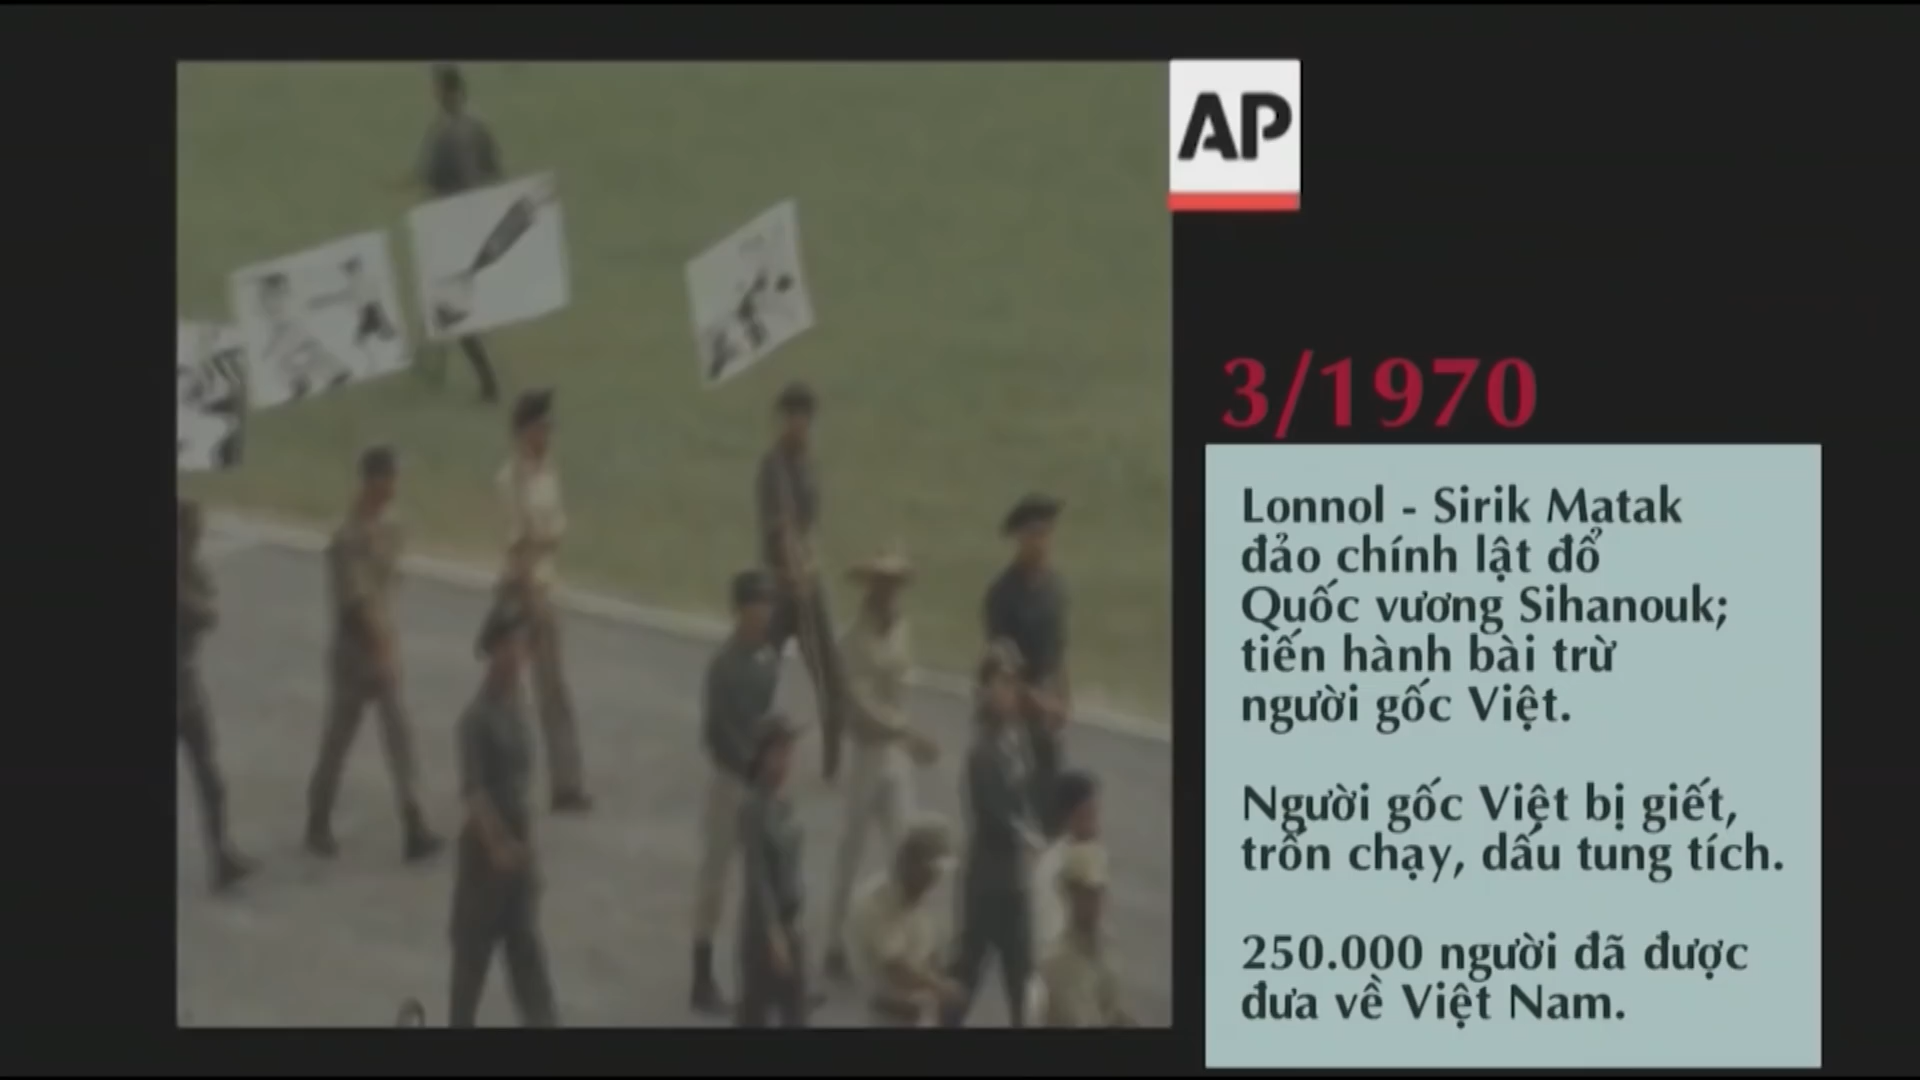 AP
3/1970
Lonnol - Sirik Matak
đảo chính lật đổ
Quốc vương Sihanouk;
tiến hành bài trừ
người gốc Việt.
Người gốc Việt bị giết,
trốn chạy, dấu tung tích.
250.000 người đã được
đưa về Việt Nam.